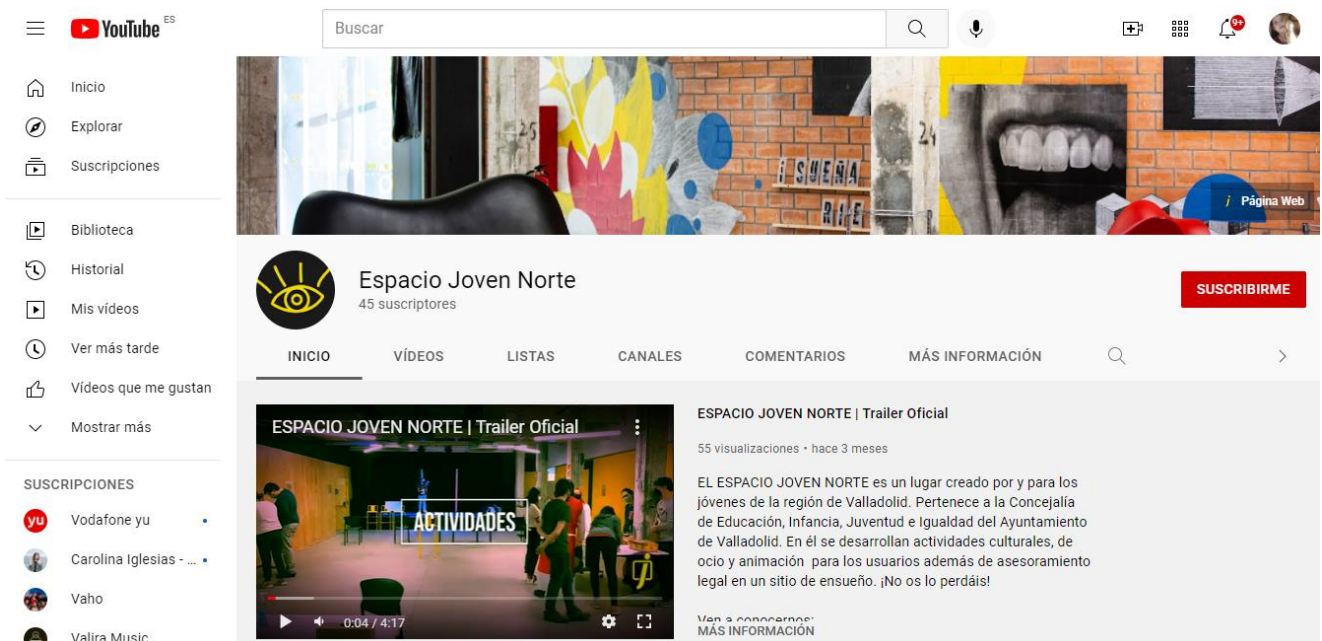 YouTube ES
Buscar
9+
Inicio
Explorar
Suscripciones
Biblioteca
Historial
Mis vídeos
Ver más tarde
Vídeos que me gustan
Mostrar más
SUSCRIPCIONES
yu
Vodafone yu
Carolina Iglesias - ...
Vaho
Valira Music
25
24
¡ SUEÑA
RIE
j Página Web
Espacio Joven Norte
45 suscriptores
SUSCRIBIRME
INICIO VÍDEOS LISTAS CANALES COMENTARIOS MÁS INFORMACIÓN
ESPACIO JOVEN NORTE | Trailer Oficial
ACTIVIDADES
j
0:04 / 4:17
ESPACIO JOVEN NORTE | Trailer Oficial
55 visualizaciones • hace 3 meses
EL ESPACIO JOVEN NORTE es un lugar creado por y para los
jóvenes de la región de Valladolid. Pertenece a la Concejalía
de Educación, Infancia, Juventud e Igualdad del Ayuntamiento
de Valladolid. En él se desarrollan actividades culturales, de
ocio y animación para los usuarios además de asesoramiento
legal en un sitio de ensueño. ¡No os lo perdáis!
Ven a conocernos:
MÁS INFORMACIÓN